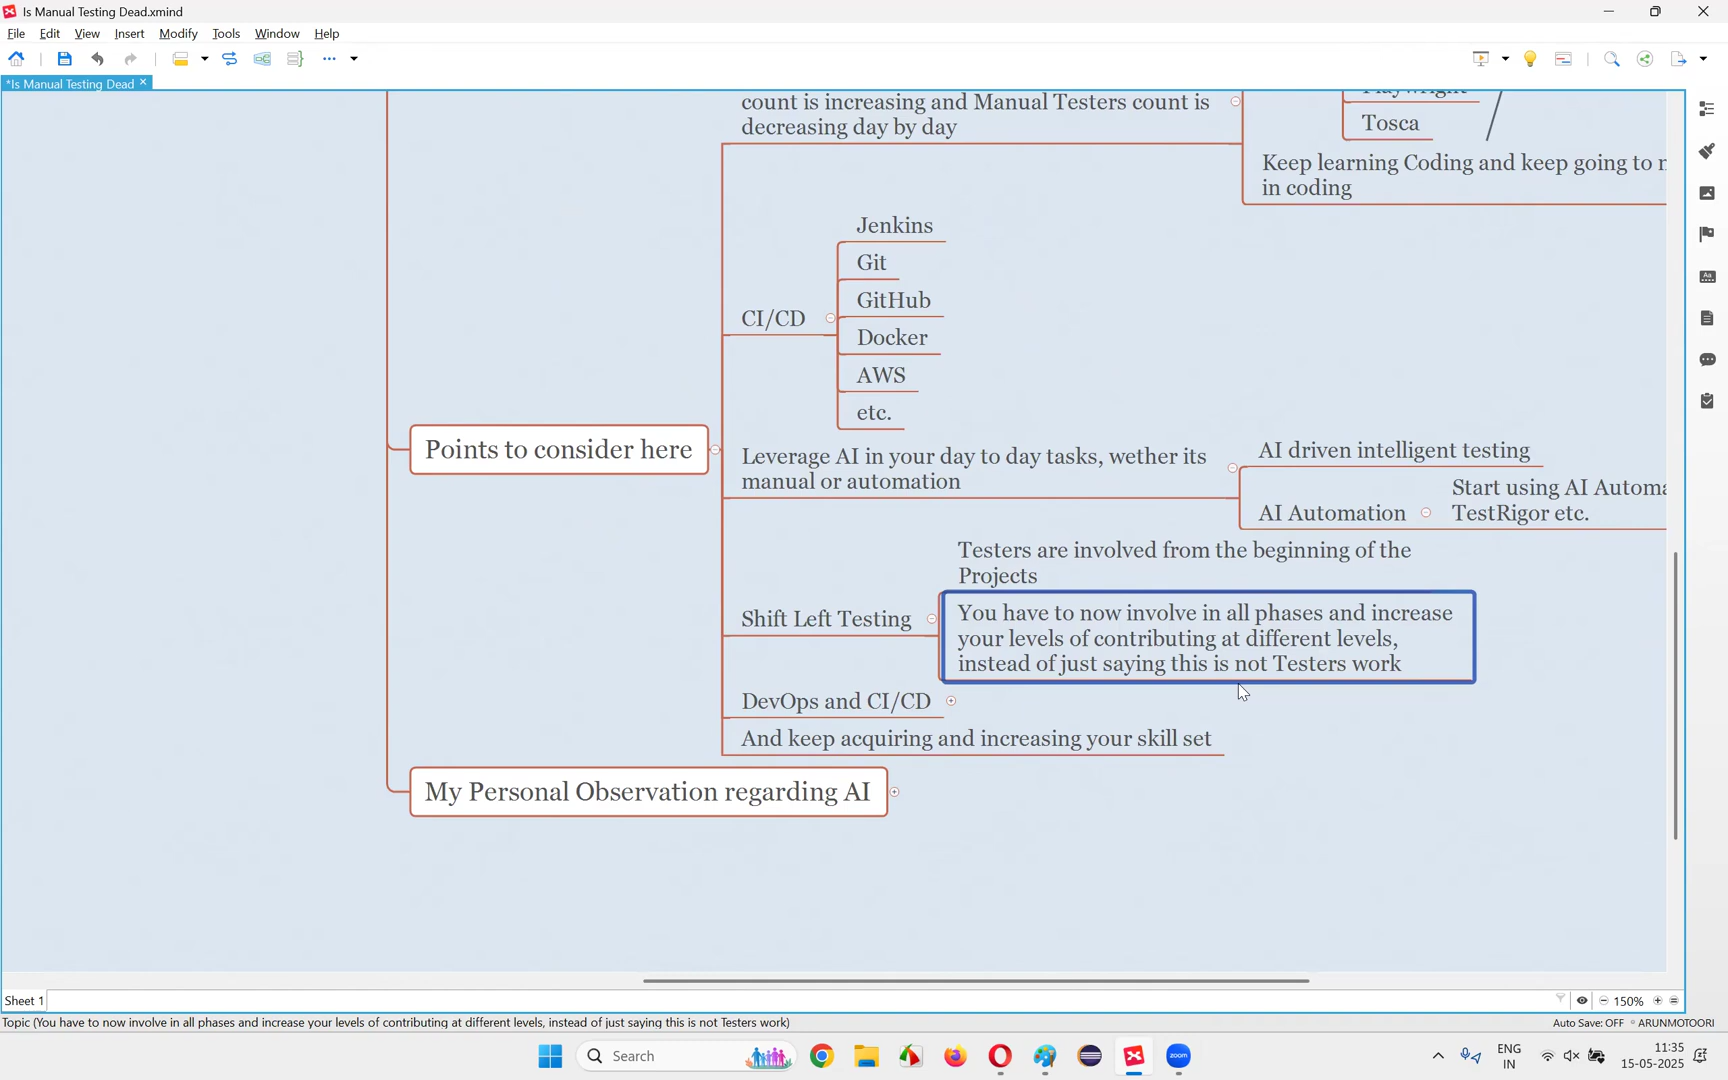 Is Manual Testing Dead.xmind
File Edit View Insert Modify Tools Window Help
*Is Manual Testing Dead
count is increasing and Manual Testers count is
decreasing day by day
Tosca
Keep learning Coding and keep going to
in coding
Jenkins
Git
GitHub
CI/CD
Docker
AWS
etc.
Points to consider here
Leverage AI in your day to day tasks, wether its
manual or automation
AI driven intelligent testing
AI Automation
Start using AI
TestRigor etc.
Testers are involved from the beginning of the
Projects
Shift Left Testing
You have to now involve in all phases and increase
your levels of contributing at different levels,
instead of just saying this is not Testers work
DevOps and CI/CD
And keep acquiring and increasing your skill set
My Personal Observation regarding AI
Sheet 1
150%
Topic (You have to now involve in all phases and increase your levels of contributing at different levels, instead of just saying this is not Testers work)
Auto Save: OFF
ARUNMOTOORI
Search
zoom
ENG
IN
11:35
15-05-2025